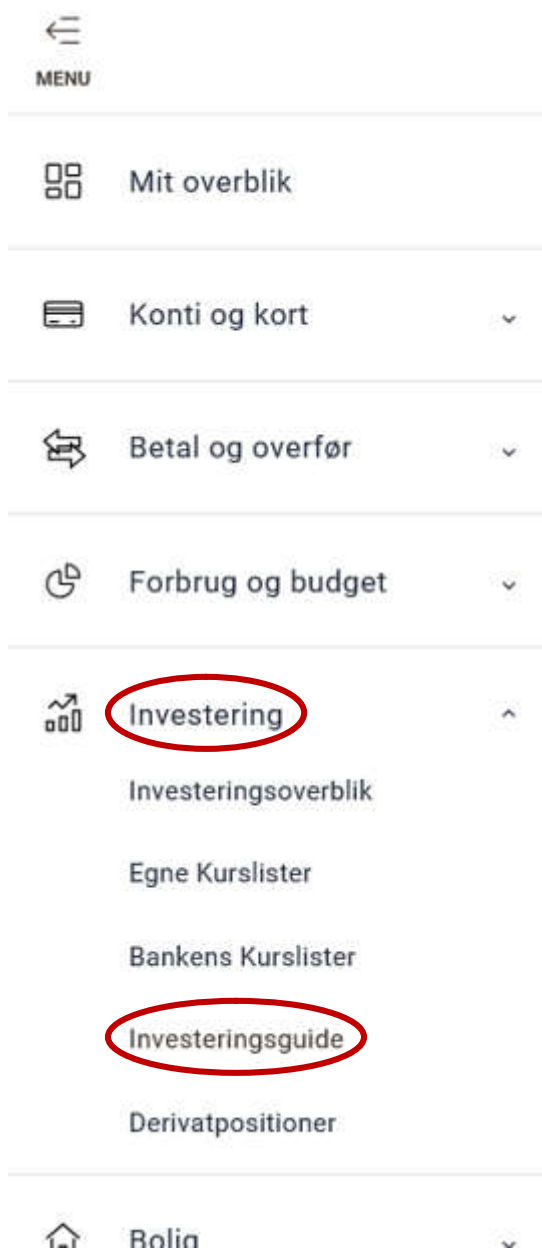 MENU
Mit overblik
Konti og kort
Betal og overfør
Forbrug og budget
Investering
Investeringsoverblik
Egne Kurslister
Bankens Kurslister
Investeringsguide
Derivatpositioner
Bolig